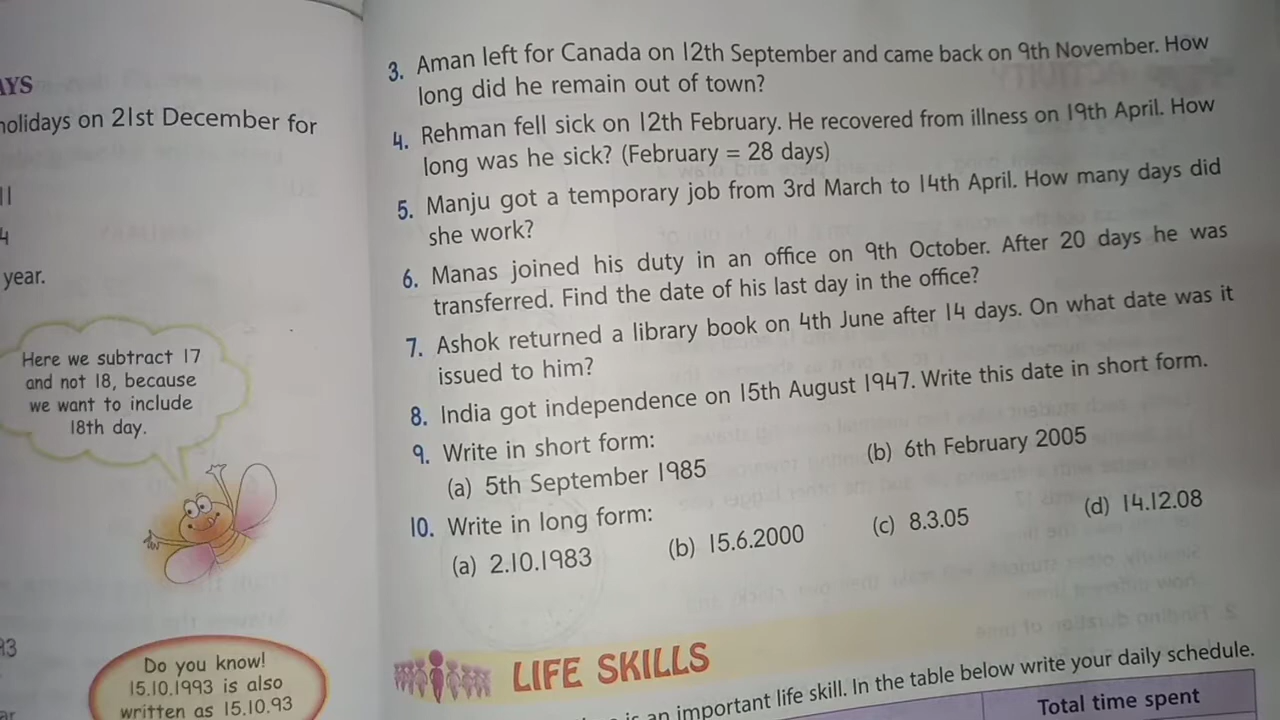 AYS
holidays on 21st December for
11
4
year.
Here we subtract 17
and not 18, because
we want to include
18th day.
93
Do you know!
15.10.1993 is also
written as 15.10.93
3. Aman left for Canada on 12th September and came back on 9th November. How
long did he remain out of town?
4. Rehman fell sick on 12th February. He recovered from illness on 19th April. How
long was he sick? (February = 28 days)
5. Manju got a temporary job from 3rd March to 14th April. How many days did
she work?
6. Manas joined his duty in an office on 9th October. After 20 days he was
transferred. Find the date of his last day in the office?
7. Ashok returned a library book on 4th June after 14 days. On what date was it
issued to him?
8. India got independence on 15th August 1947. Write this date in short form.
9. Write in short form:
(a) 5th September 1985 (b) 6th February 2005
10. Write in long form:
(a) 2.10.1983 (b) 15.6.2000 (c) 8.3.05 (d) 14.12.08
LIFE SKILLS
is an important life skill. In the table below write your daily schedule.
Total time spent